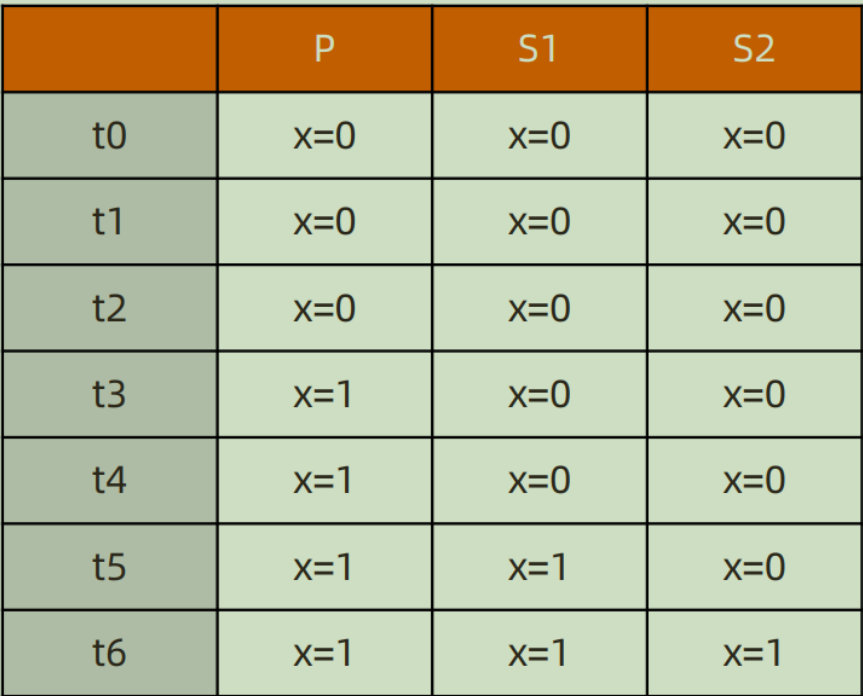 P S1 S2
t0 x=0 x=0 x=0
t1 x=0 x=0 x=0
t2 x=0 x=0 x=0
t3 x=1 x=0 x=0
t4 x=1 x=0 x=0
t5 x=1 x=1 x=0
t6 x=1 x=1 x=1